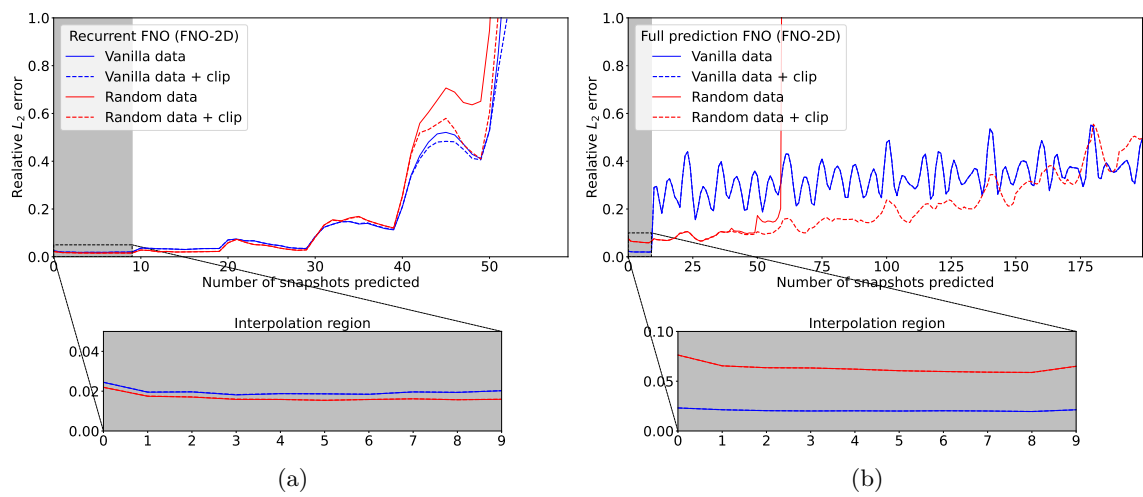 1.0
0.8
0.6
0.4
0.2
0.0
Realative L2 error
Recurrent FNO (FNO-2D)
Vanilla data
Vanilla data + clip
Random data
Random data + clip
0 10 20 30 40 50
Number of snapshots predicted
Interpolation region
0.04
0.02
0.00
0 1 2 3 4 5 6 7 8 9
(a)
1.0
0.8
0.6
0.4
0.2
0.0
Realative L2 error
Full prediction FNO (FNO-2D)
Vanilla data
Vanilla data + clip
Random data
Random data + clip
0 25 50 75 100 125 150 175
Number of snapshots predicted
Interpolation region
0.10
0.05
0.00
0 1 2 3 4 5 6 7 8 9
(b)